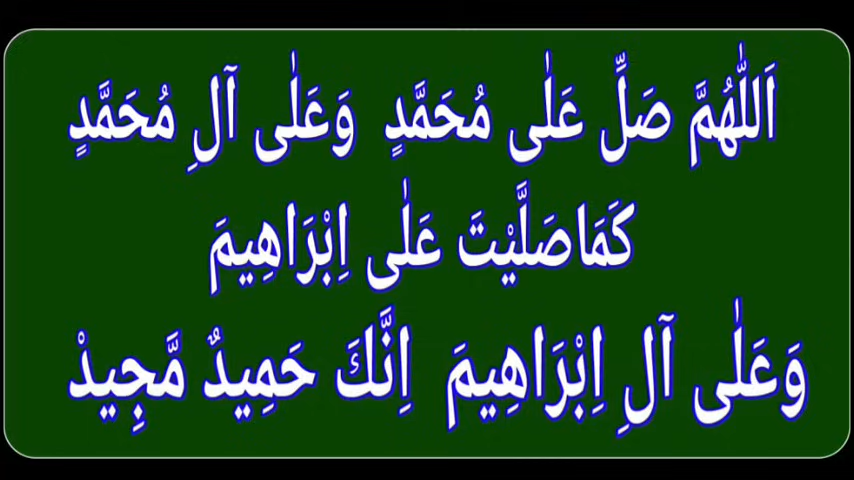 اَللّٰهُمَّ صَلِّ عَلٰى مُحَمَّدٍ وَعَلٰى آلِ مُحَمَّدٍ
كَمَاصَلَّيْتَ عَلٰى اِبْرَاهِيمَ
وَعَلٰى آلِ اِبْرَاهِيمَ اِنَّكَ حَمِيدٌ مَّجِيدْ